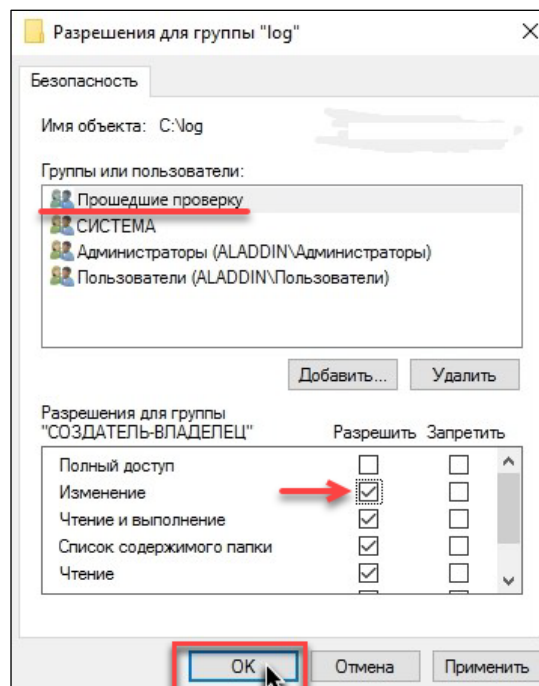 Разрешения для группы "log"
Безопасность
Имя объекта: C:\log
Группы или пользователи:
Прошедшие проверку
СИСТЕМА
Администраторы (ALADDIN\Администраторы)
Пользователи (ALADDIN\Пользователи)
Добавить... Удалить
Разрешения для группы
"СОЗДАТЕЛЬ-ВЛАДЕЛЕЦ" Разрешить Запретить
Полный доступ
Изменение
Чтение и выполнение
Список содержимого папки
Чтение
ОК Отмена Применить